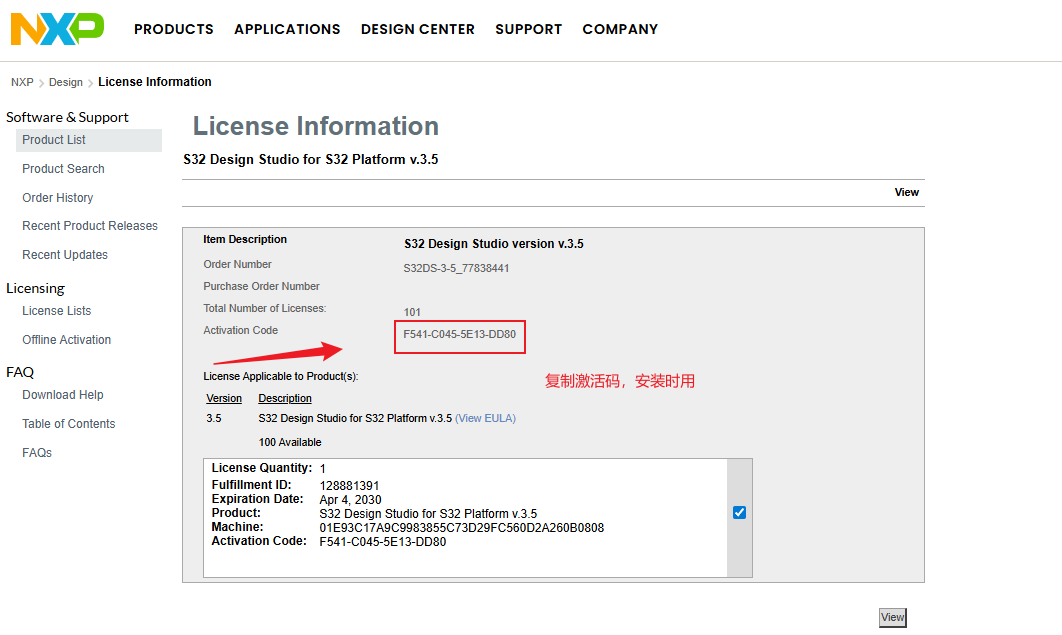 NXP
PRODUCTS APPLICATIONS DESIGN CENTER SUPPORT COMPANY
NXP > Design > License Information
Software & Support
Product List
Product Search
Order History
Recent Product Releases
Recent Updates
Licensing
License Lists
Offline Activation
FAQ
Download Help
Table of Contents
FAQs
License Information
S32 Design Studio for S32 Platform v.3.5
View
Item Description S32 Design Studio version v.3.5
Order Number S32DS-3-5_77838441
Purchase Order Number
Total Number of Licenses: 101
Activation Code F541-C045-5E13-DD80
License Applicable to Product(s):
复制激活码，安装时用
Version Description
3.5 S32 Design Studio for S32 Platform v.3.5 (View EULA)
100 Available
License Quantity: 1
Fulfillment ID: 128881391
Expiration Date: Apr 4, 2030
Product: S32 Design Studio for S32 Platform v.3.5
Machine: 01E93C17A9C9983855C73D29FC560D2A260B0808
Activation Code: F541-C045-5E13-DD80
View